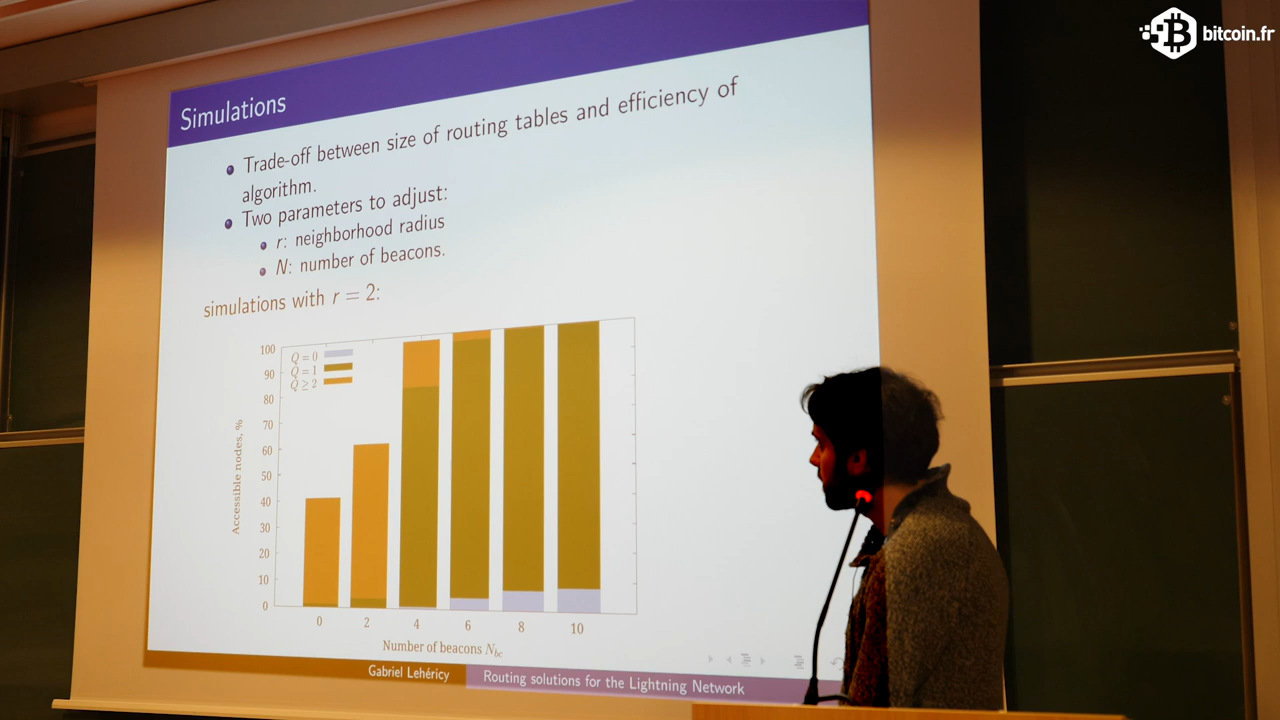 bitcoin.fr
Simulations
Trade-off between size of routing tables and efficiency of
algorithm.
Two parameters to adjust:
r: neighborhood radius
N: number of beacons.
simulations with r = 2:
Q = 0
Q = 1
Q ≥ 2
100
90
80
70
60
50
40
30
20
10
0
Accessible nodes, %
0 2 4 6 8 10
Number of beacons Nbc
Gabriel Lehéricy
Routing solutions for the Lightning Network